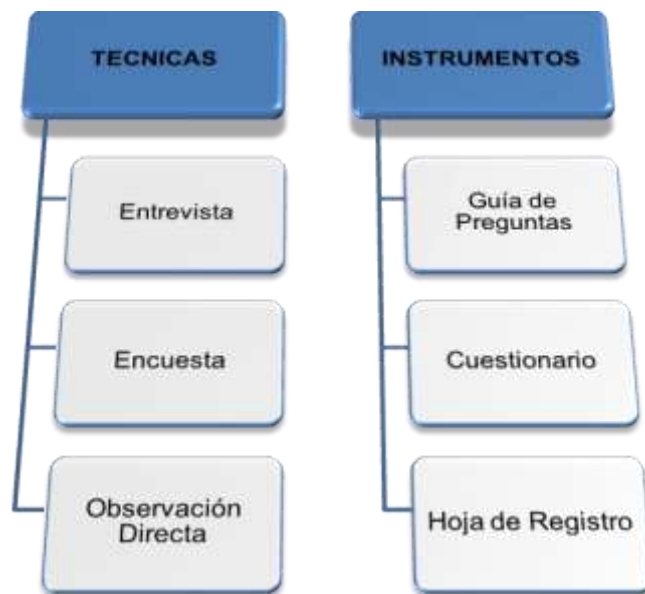 TECNICAS
Entrevista
Encuesta
Observación
Directa
INSTRUMENTOS
Guía de
Preguntas
Cuestionario
Hoja de Registro